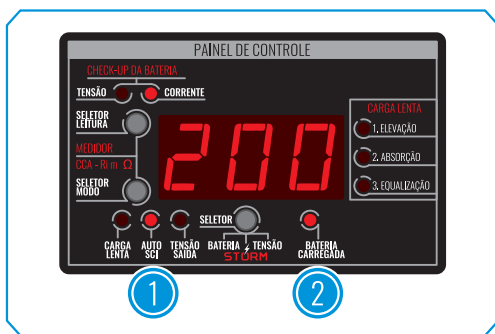 PAINEL DE CONTROLE
CHECK-UP DA BATERIA
TENSÃO
CORRENTE
SELETOR
LEITURA
MEDIDOR
CCA - Ri m Ω
SELETOR
MODO
200
CARGA LENTA
1. ELEVAÇÃO
2. ABSORÇÃO
3. EQUALIZAÇÃO
SELETOR
CARGA
LENTA
AUTO
SCI
TENSÃO
SAÍDA
BATERIA
TENSÃO
STORM
BATERIA
CARREGADA
1
2